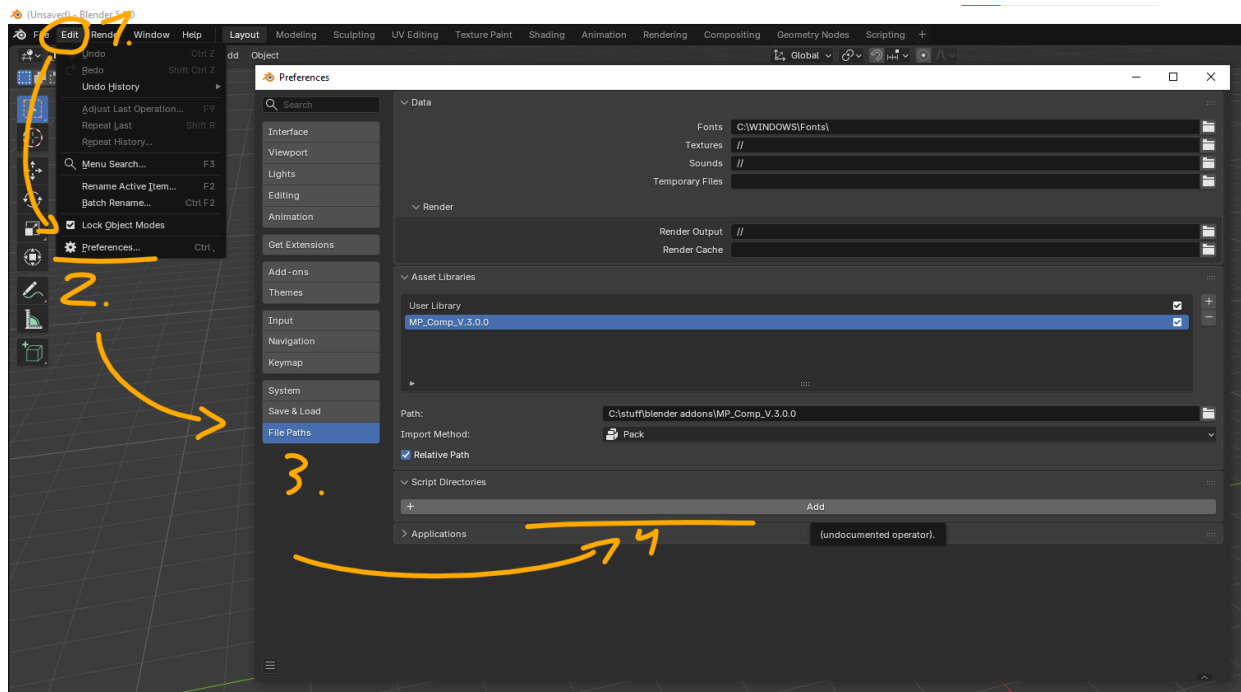 (Unsaved) - Blender 5.
File Edit Render Window Help Layout Modeling Sculpting UV Editing Texture Paint Shading Animation Rendering Compositing Geometry Nodes Scripting +
1.
Undo Ctrl Z
dd Object
Global
Redo Shift Ctrl Z
Undo History
Adjust Last Operation... F9
Repeat Last Shift R
Repeat History...
Menu Search... F3
Rename Active Item... F2
Batch Rename... Ctrl F2
Lock Object Modes
Preferences... Ctrl ,
2.
Preferences
Search
Interface
Viewport
Lights
Editing
Animation
Get Extensions
Add-ons
Themes
Input
Navigation
Keymap
System
Save & Load
File Paths
3.
Data
Fonts C:\WINDOWS\Fonts\
Textures //
Sounds //
Temporary Files
Render
Render Output //
Render Cache
Asset Libraries
User Library
MP_Comp_V.3.0.0
Path: C:\stuff\blender addons\MP_Comp_V.3.0.0
Import Method: Pack
Relative Path
Script Directories
+ Add
Applications
4
(undocumented operator).